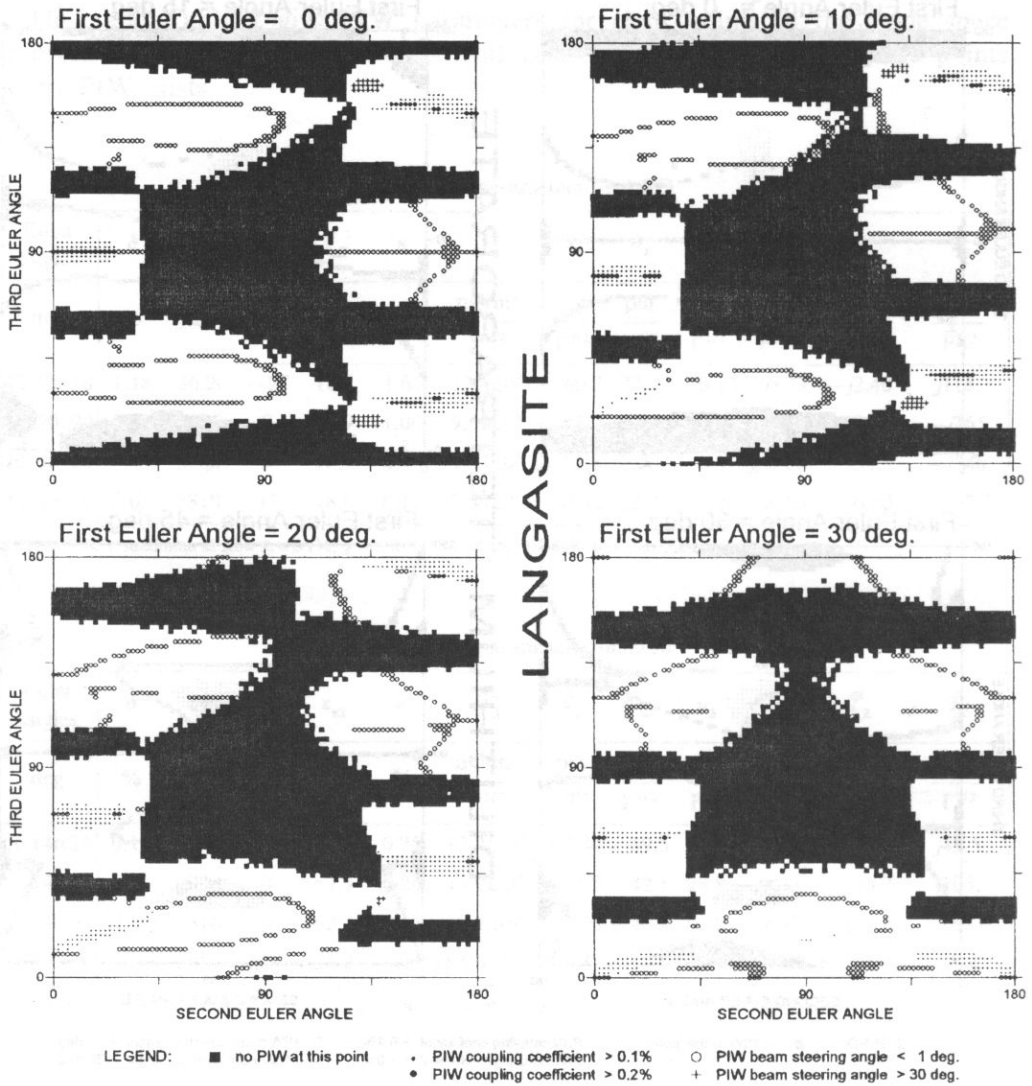 First Euler Angle = 0 deg.
First Euler Angle = 10 deg.
180
90
0
THIRD EULER ANGLE
0 90 180
180
90
0
0 90 180
LANGASITE
First Euler Angle = 20 deg.
First Euler Angle = 30 deg.
180
90
0
THIRD EULER ANGLE
0 90 180
SECOND EULER ANGLE
180
90
0
0 90 180
SECOND EULER ANGLE
LEGEND: ■ no PIW at this point
• PIW coupling coefficient > 0.1%
● PIW coupling coefficient > 0.2%
○ PIW beam steering angle < 1 deg.
+ PIW beam steering angle > 30 deg.